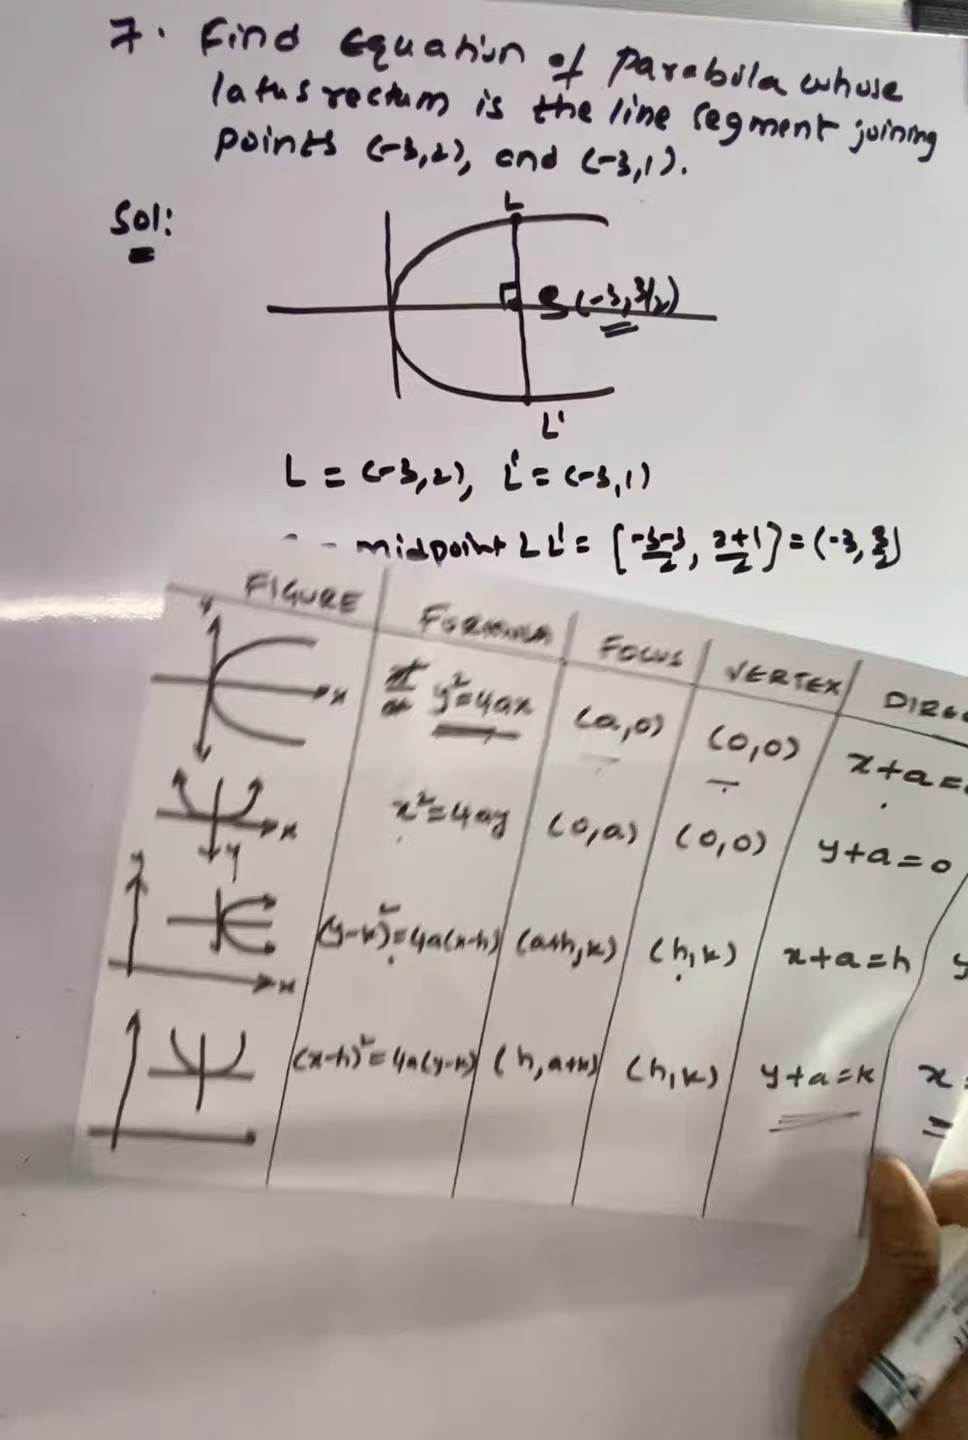 7. Find Equation of Parabola whose
latus rectum is the line segment joining
points (-3,2), and (-3,1).
Sol:
L
S(-3,3/2)
L'
L = (-3,2), L' = (-3,1)
- midpoint LL' = [-3-3/2, 2+1/2] = (-3,3/2)
FIGURE FORMULA FOCUS VERTEX
x y²=4ax (a,0) (0,0) x+a=
x y x²=4ay (0,a) (0,0) y+a=0
x (y-k)²=4a(x-h) (a+h,k) (h,k) x+a=h y
(x-h)²=4a(y-k) (h,a+k) (h,k) y+a=k x=